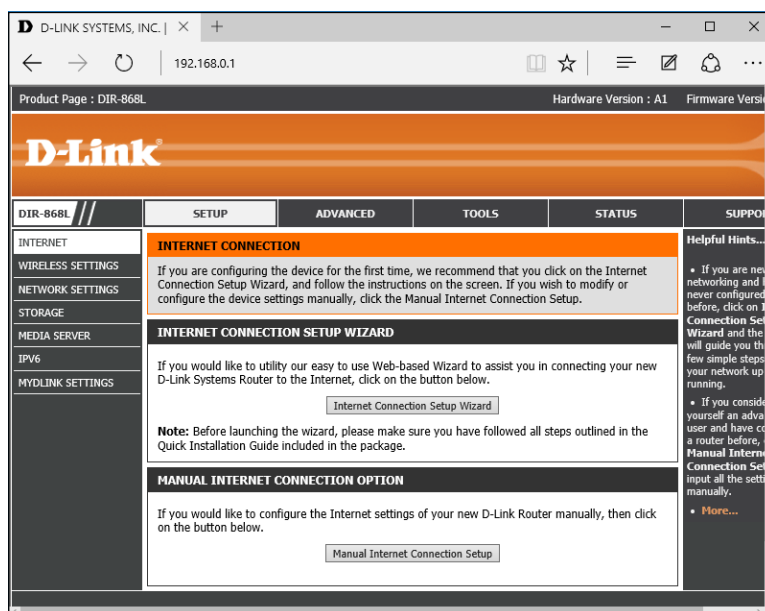 D D-LINK SYSTEMS, INC. |
192.168.0.1
Product Page : DIR-868L
Hardware Version : A1
Firmware Versi
D-Link
DIR-868L
SETUP
ADVANCED
TOOLS
STATUS
SUPPO
INTERNET
WIRELESS SETTINGS
NETWORK SETTINGS
STORAGE
MEDIA SERVER
IPV6
MYDLINK SETTINGS
INTERNET CONNECTION
If you are configuring the device for the first time, we recommend that you click on the Internet
Connection Setup Wizard, and follow the instructions on the screen. If you wish to modify or
configure the device settings manually, click the Manual Internet Connection Setup.
INTERNET CONNECTION SETUP WIZARD
If you would like to utility our easy to use Web-based Wizard to assist you in connecting your new
D-Link Systems Router to the Internet, click on the button below.
Internet Connection Setup Wizard
Note: Before launching the wizard, please make sure you have followed all steps outlined in the
Quick Installation Guide included in the package.
MANUAL INTERNET CONNECTION OPTION
If you would like to configure the Internet settings of your new D-Link Router manually, then click
on the button below.
Manual Internet Connection Setup
Helpful Hints...
• If you are new
networking and
never configured
before, click on
Connection Set
Wizard and the
will guide you th
few simple steps
your network up
running.
• If you conside
yourself an adva
user and have co
a router before,
Manual Intern
Connection Set
input all the setti
manually.
• More...